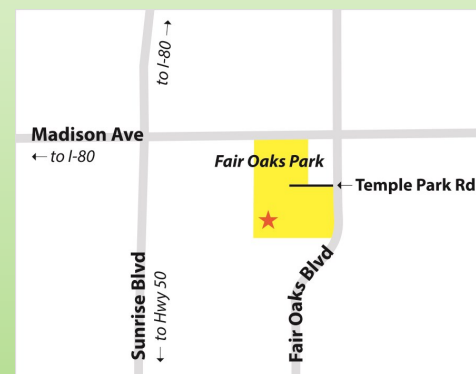 to I-80 →
Madison Ave
← to I-80
Fair Oaks Park
← Temple Park Rd
Sunrise Blvd
← to Hwy 50
Fair Oaks Blvd